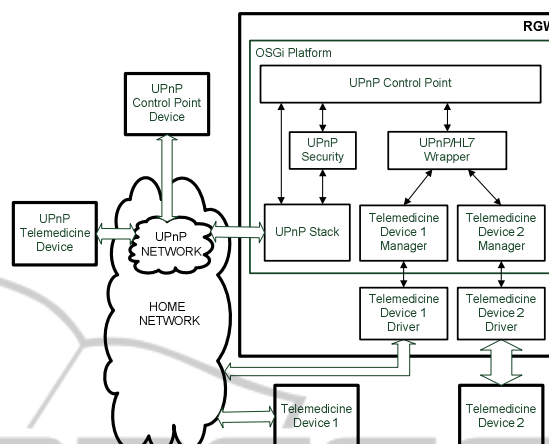 RGW
OSGi Platform
UPnP
Control Point
Device
UPnP Control Point
UPnP
Security
UPnP/HL7
Wrapper
UPnP
Telemedicine
Device
UPnP
NETWORK
UPnP Stack
Telemedicine
Device 1
Manager
Telemedicine
Device 2
Manager
HOME
NETWORK
Telemedicine
Device 1
Driver
Telemedicine
Device 2
Driver
Telemedicine
Device 1
Telemedicine
Device 2